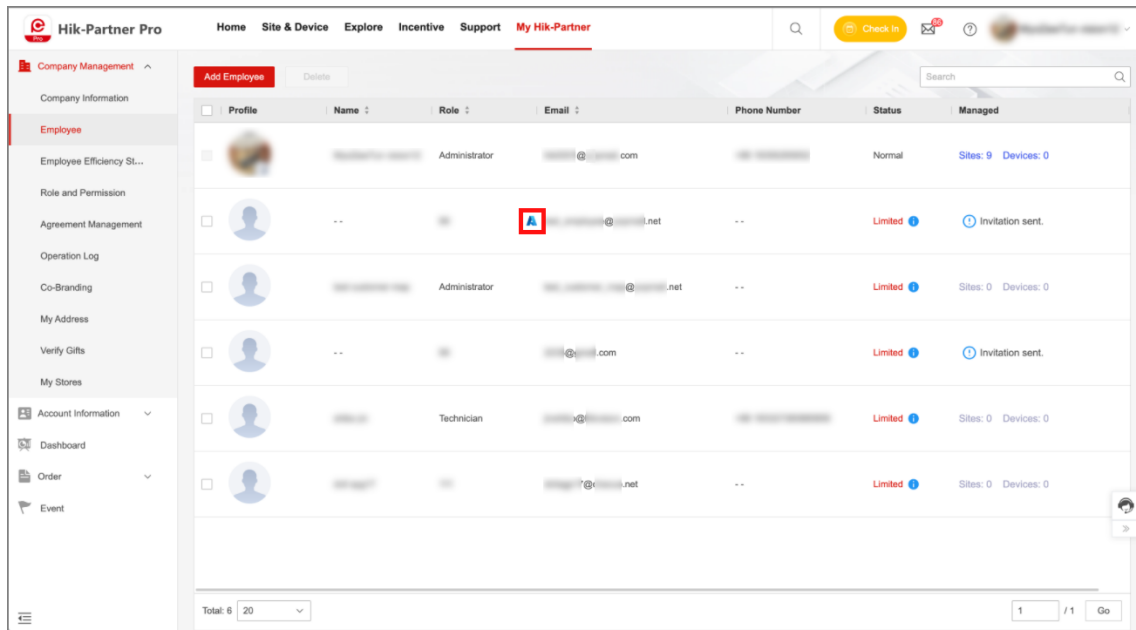 Hik-Partner Pro
Home Site & Device Explore Incentive Support My Hik-Partner
Check In
86
Pro
Company Management
Company Information
Employee
Employee Efficiency St...
Role and Permission
Agreement Management
Operation Log
Co-Branding
My Address
Verify Gifts
My Stores
Account Information
Dashboard
Order
Event
Add Employee Delete Search
Profile Name Role Email Phone Number Status Managed
Administrator @ com Normal Sites: 9 Devices: 0
-- @ .net -- Limited Invitation sent.
Administrator @ .net -- Limited Sites: 0 Devices: 0
-- @ .com -- Limited Invitation sent.
Technician @ com Limited Sites: 0 Devices: 0
@ .net -- Limited Sites: 0 Devices: 0
Total: 6 20 1 / 1 Go